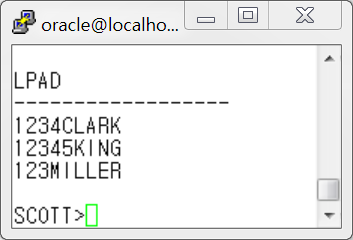 oracle@localho...
LPAD
------------------
1234CLARK
12345KING
123MILLER
SCOTT>